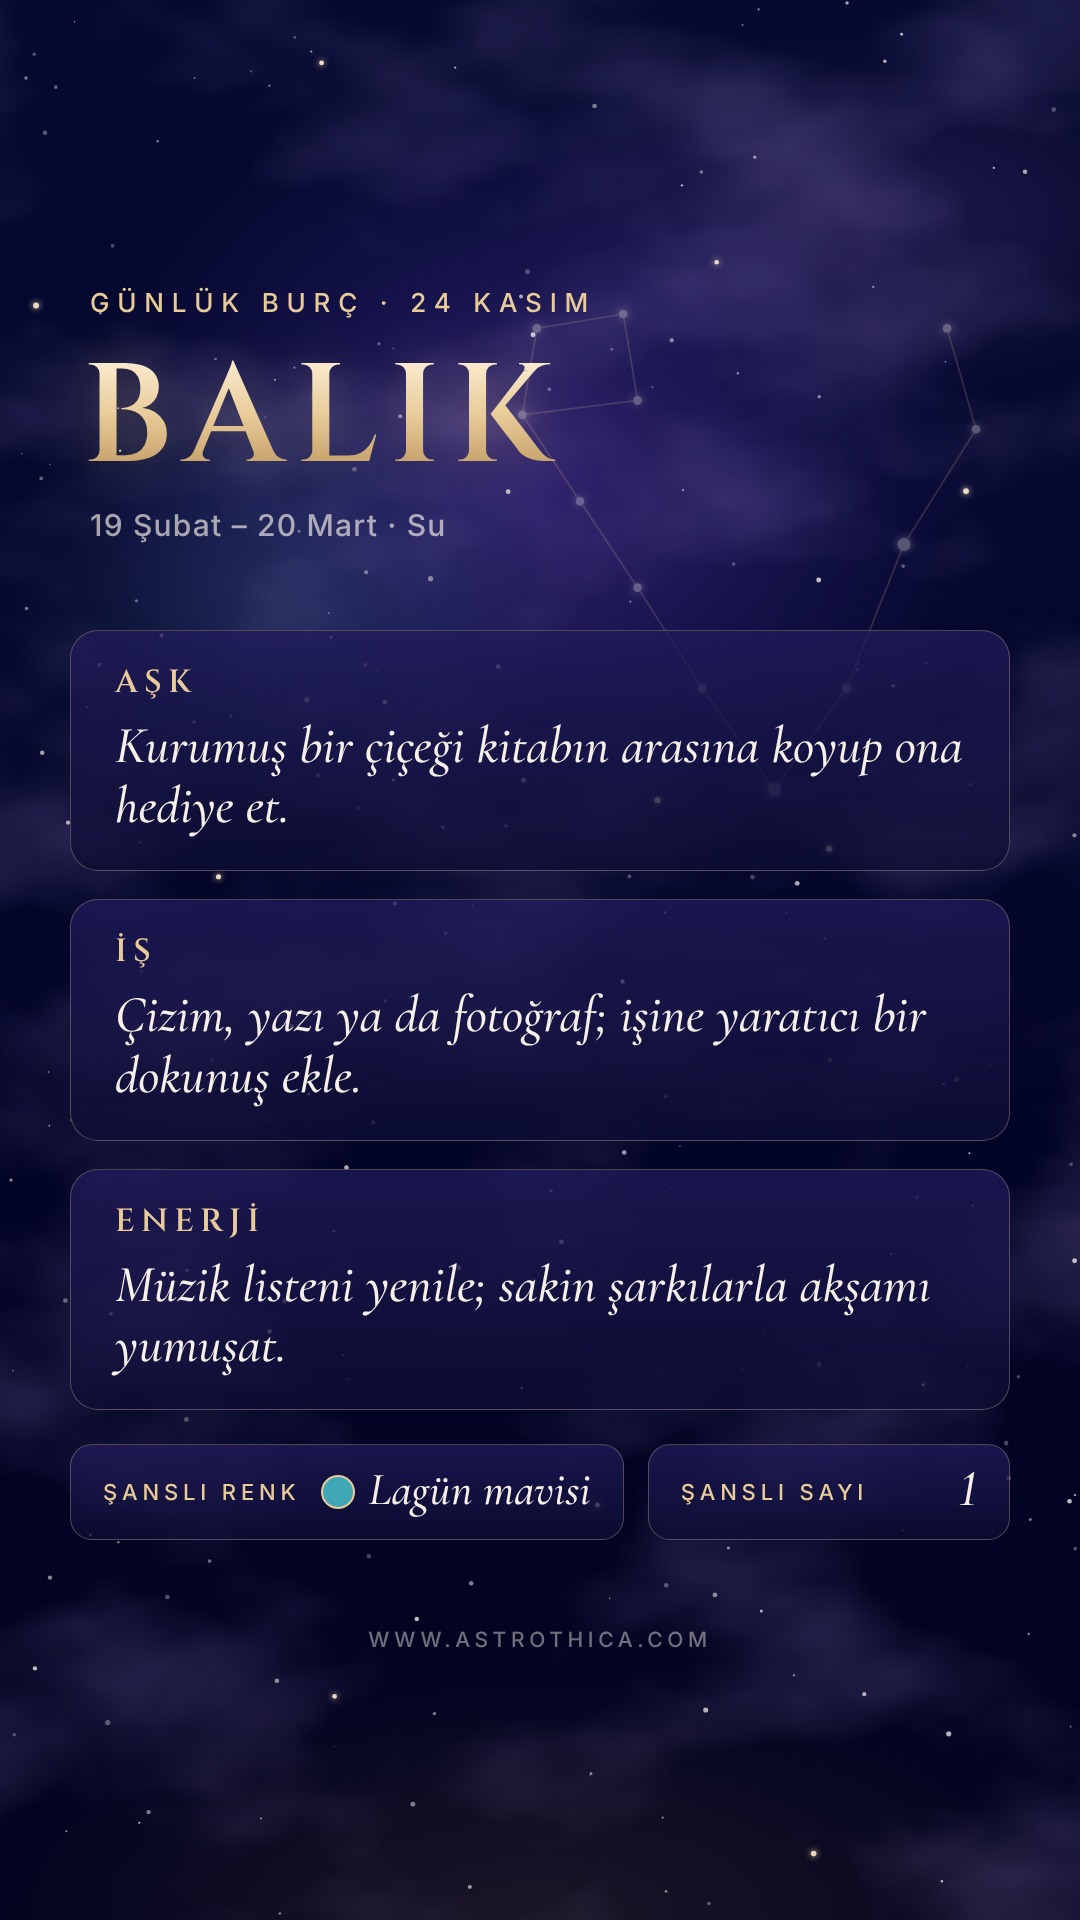 GÜNLÜK BURÇ · 24 KASIM
BALIK
19 Şubat – 20 Mart · Su
AŞK
Kurumuş bir çiçeği kitabın arasına koyup ona
hediye et.
İŞ
Çizim, yazı ya da fotoğraf; işine yaratıcı bir
dokunuş ekle.
ENERJİ
Müzik listeni yenile; sakin şarkılarla akşamı
yumuşat.
ŞANSLI RENK Lagün mavisi
ŞANSLI SAYI 1
WWW.ASTROTHICA.COM